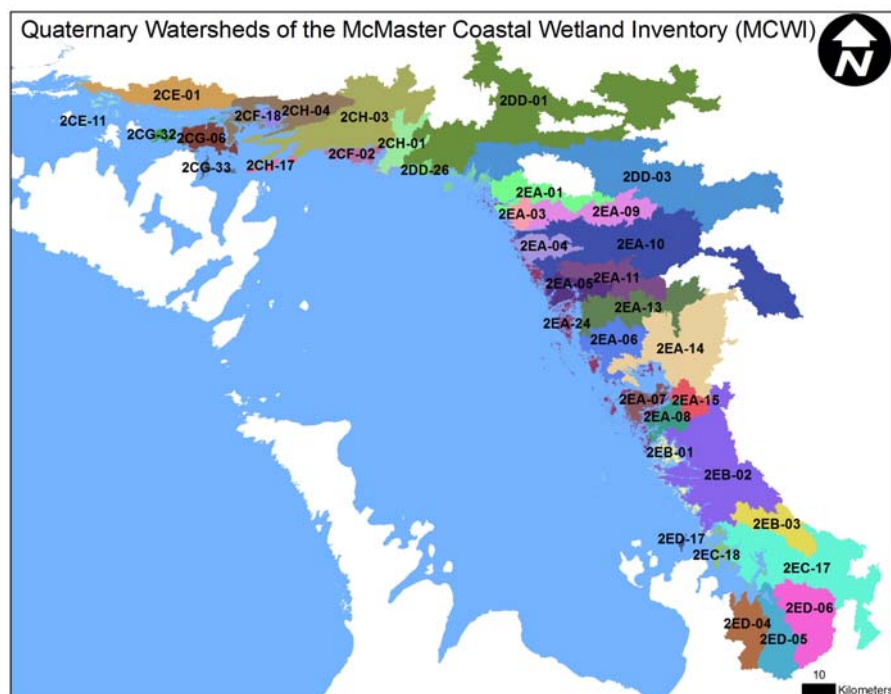 Quaternary Watersheds of the McMaster Coastal Wetland Inventory (MCWI)
N
2CE-01
2DD-01
2CE-11
2CF-18
2CH-04
2CH-03
2CG-32
2CG-06
2CH-01
2CF-02
2CG-33
2CH-17
2DD-26
2DD-03
2EA-01
2EA-03
2EA-09
2EA-04
2EA-10
2EA-05
2EA-11
2EA-13
2EA-24
2EA-06
2EA-14
2EA-07
2EA-15
2EA-08
2EB-01
2EB-02
2EB-03
2ED-17
2EC-18
2EC-17
2ED-06
2ED-04
2ED-05
10
Kilometers